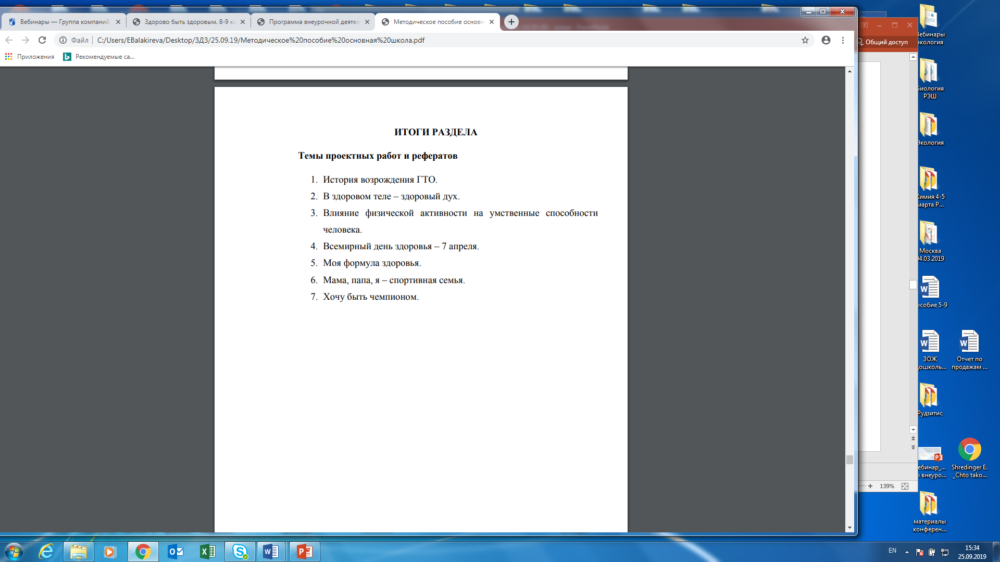 Вебинары — Группа компаний
Здорово быть здоровым. 8-9 кл
Программа внеурочной деятел
Методическое пособие основн
Файл
C:/Users/EBalakireva/Desktop/ЗДЗ/25.09.19/Методическое%20пособие%20основная%20школа.pdf
Приложения
Рекомендуемые са...
Общий доступ
ИТОГИ РАЗДЕЛА
Темы проектных работ и рефератов
1. История возрождения ГТО.
2. В здоровом теле – здоровый дух.
3. Влияние физической активности на умственные способности
человека.
4. Всемирный день здоровья – 7 апреля.
5. Моя формула здоровья.
6. Мама, папа, я – спортивная семья.
7. Хочу быть чемпионом.
Вебинары
экология
Биология
РЭШ
Экология
Химия 4-5
марта Р...
Москва
04.03.2019
особие 5-9
ЗОЖ
дошколь...
Отчет по
продажам ...
Рудзитис
ебинар_...
о внеуро...
Shredinger E.
_Chto tako...
139%
материалы
конферен...
EN
15:34
25.09.2019